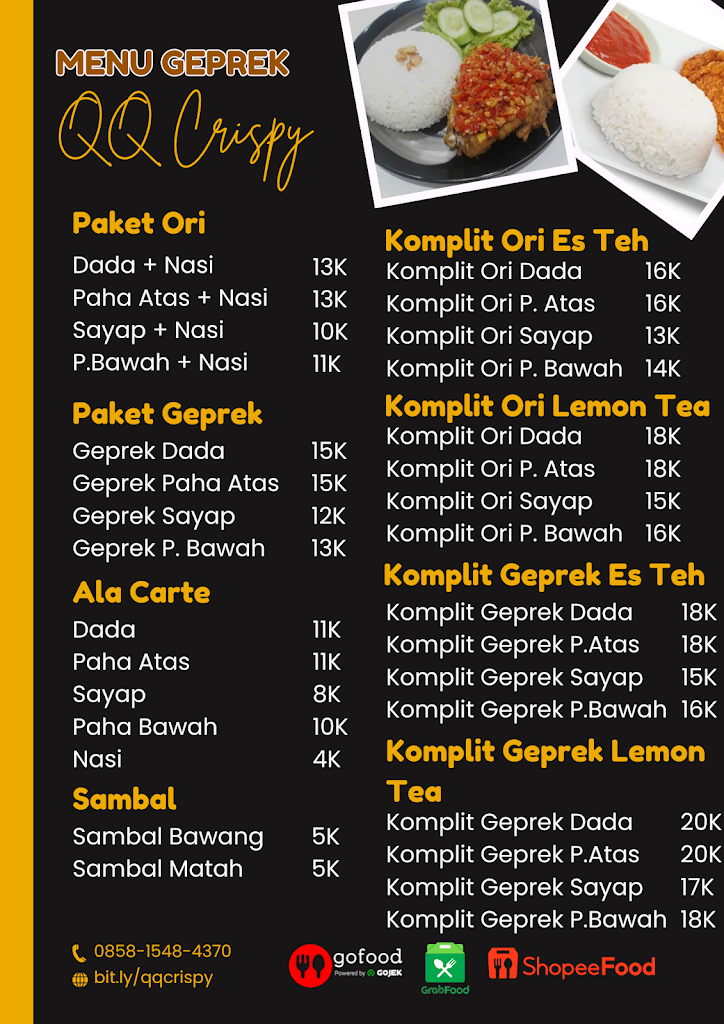 MENU GEPREK
QQ Crispy
Paket Ori
Dada + Nasi 13K
Paha Atas + Nasi 13K
Sayap + Nasi 10K
P.Bawah + Nasi 11K
Paket Geprek
Geprek Dada 15K
Geprek Paha Atas 15K
Geprek Sayap 12K
Geprek P. Bawah 13K
Ala Carte
Dada 11K
Paha Atas 11K
Sayap 8K
Paha Bawah 10K
Nasi 4K
Sambal
Sambal Bawang 5K
Sambal Matah 5K
Komplit Ori Es Teh
Komplit Ori Dada 16K
Komplit Ori P. Atas 16K
Komplit Ori Sayap 13K
Komplit Ori P. Bawah 14K
Komplit Ori Lemon Tea
Komplit Ori Dada 18K
Komplit Ori P. Atas 18K
Komplit Ori Sayap 15K
Komplit Ori P. Bawah 16K
Komplit Geprek Es Teh
Komplit Geprek Dada 18K
Komplit Geprek P.Atas 18K
Komplit Geprek Sayap 15K
Komplit Geprek P.Bawah 16K
Komplit Geprek Lemon
Tea
Komplit Geprek Dada 20K
Komplit Geprek P.Atas 20K
Komplit Geprek Sayap 17K
Komplit Geprek P.Bawah 18K
0858-1548-4370
bit.ly/qqcrispy
gofood
Powered by GOJEK
GrabFood
ShopeeFood